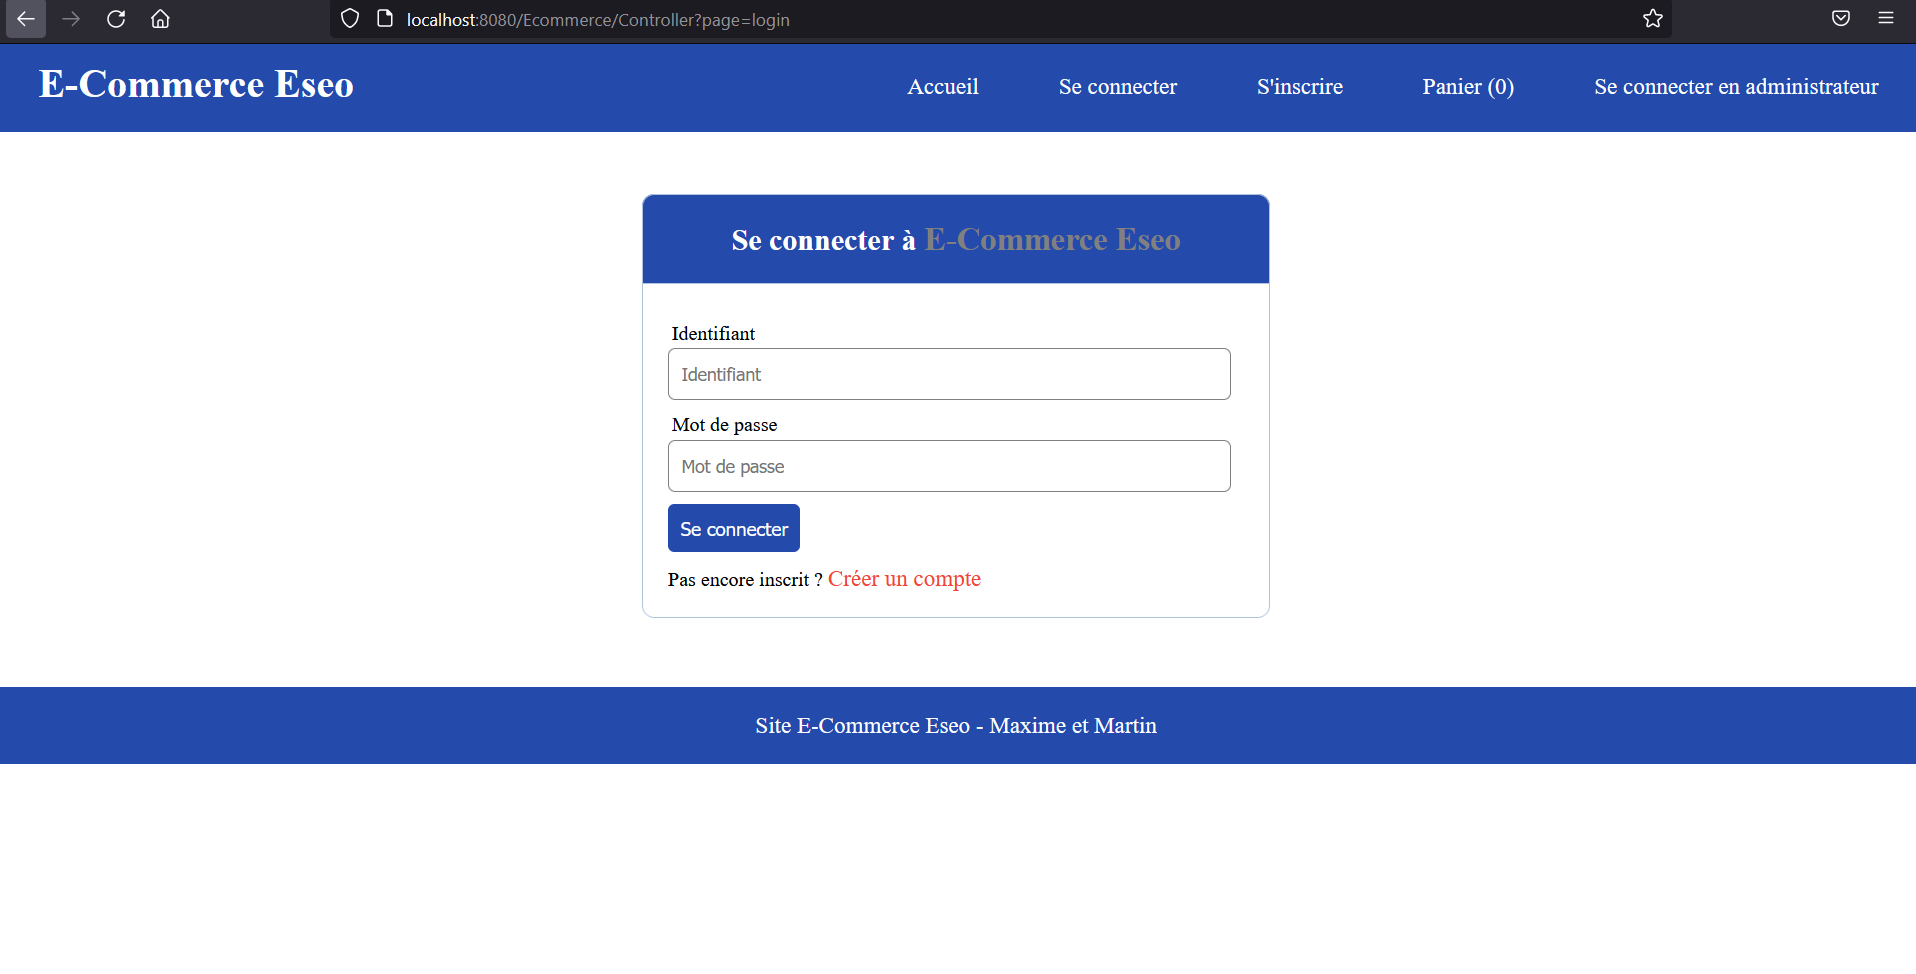 localhost:8080/Ecommerce/Controller?page=login
E-Commerce Eseo
Accueil
Se connecter
S'inscrire
Panier (0)
Se connecter en administrateur
Se connecter à E-Commerce Eseo
Identifiant
Identifiant
Mot de passe
Mot de passe
Se connecter
Pas encore inscrit ? Créer un compte
Site E-Commerce Eseo - Maxime et Martin